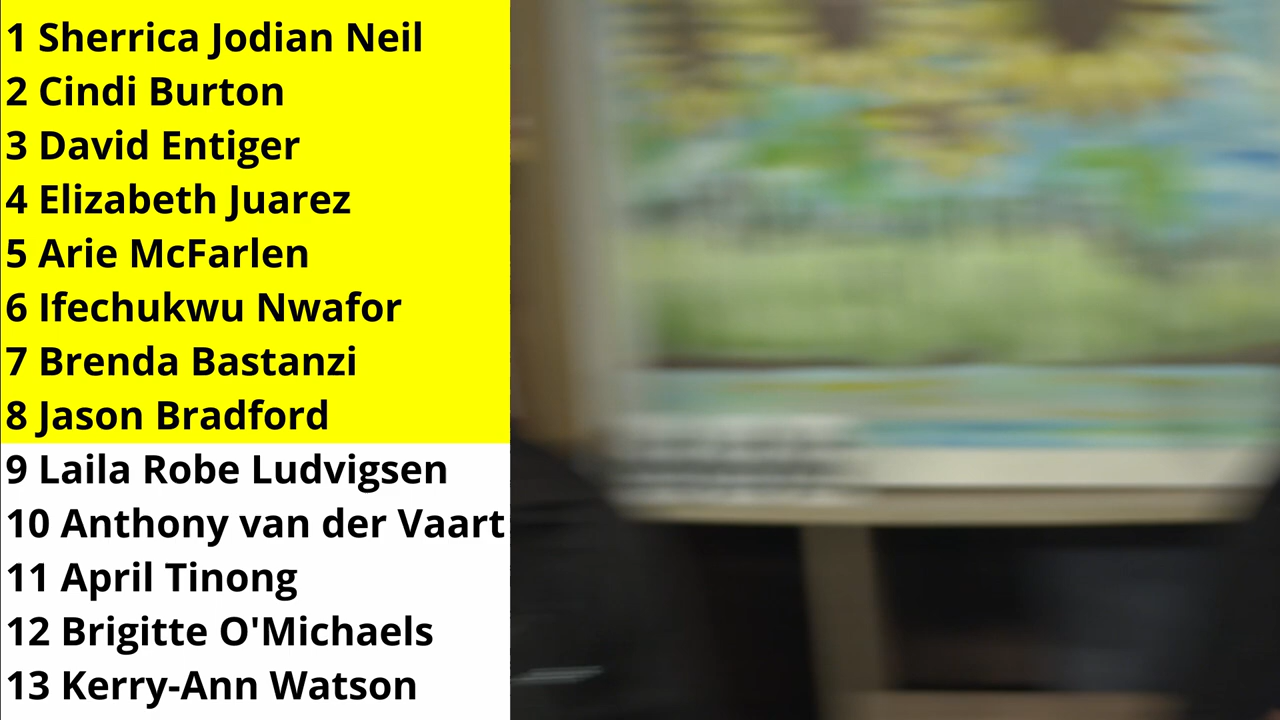 1 Sherrica Jodian Neil
2 Cindi Burton
3 David Entiger
4 Elizabeth Juarez
5 Arie McFarlen
6 Ifechukwu Nwafor
7 Brenda Bastanzi
8 Jason Bradford
9 Laila Robe Ludvigsen
10 Anthony van der Vaart
11 April Tinong
12 Brigitte O'Michaels
13 Kerry-Ann Watson